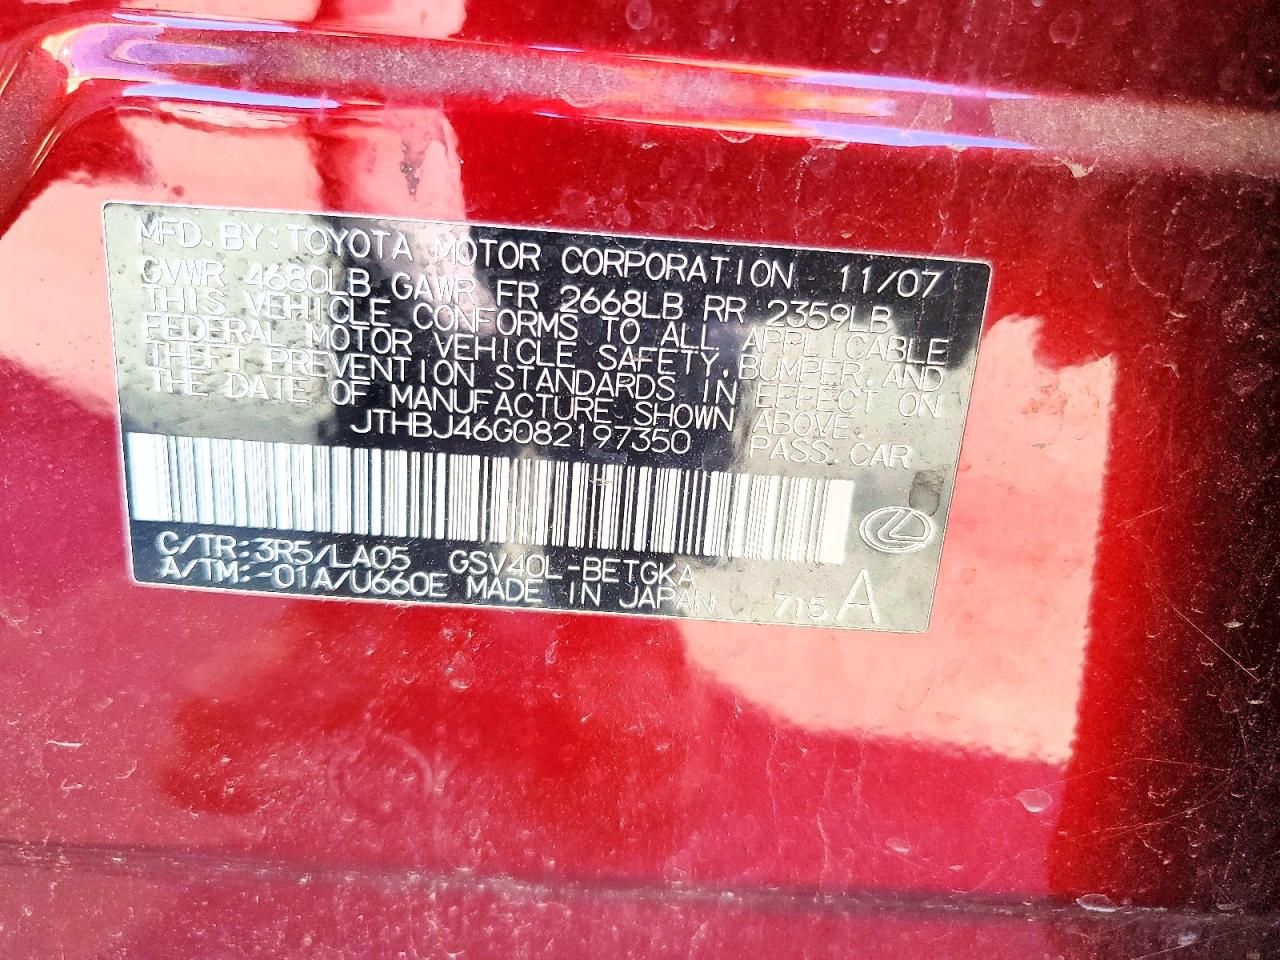 MFD. BY: TOYOTA MOTOR CORPORATION 11/07
GVWR 4680LB GAWR FR 2668LB RR 2359LB
THIS VEHICLE CONFORMS TO ALL APPLICABLE
FEDERAL MOTOR VEHICLE SAFETY, BUMPER, AND
THEFT PREVENTION STANDARDS IN EFFECT ON
THE DATE OF MANUFACTURE SHOWN ABOVE.
JTHBJ46G082197350 PASS. CAR
C/TR: 3R5/LA05 GSV40L-BETGKA
A/TM: -01A/U660E MADE IN JAPAN 715 A